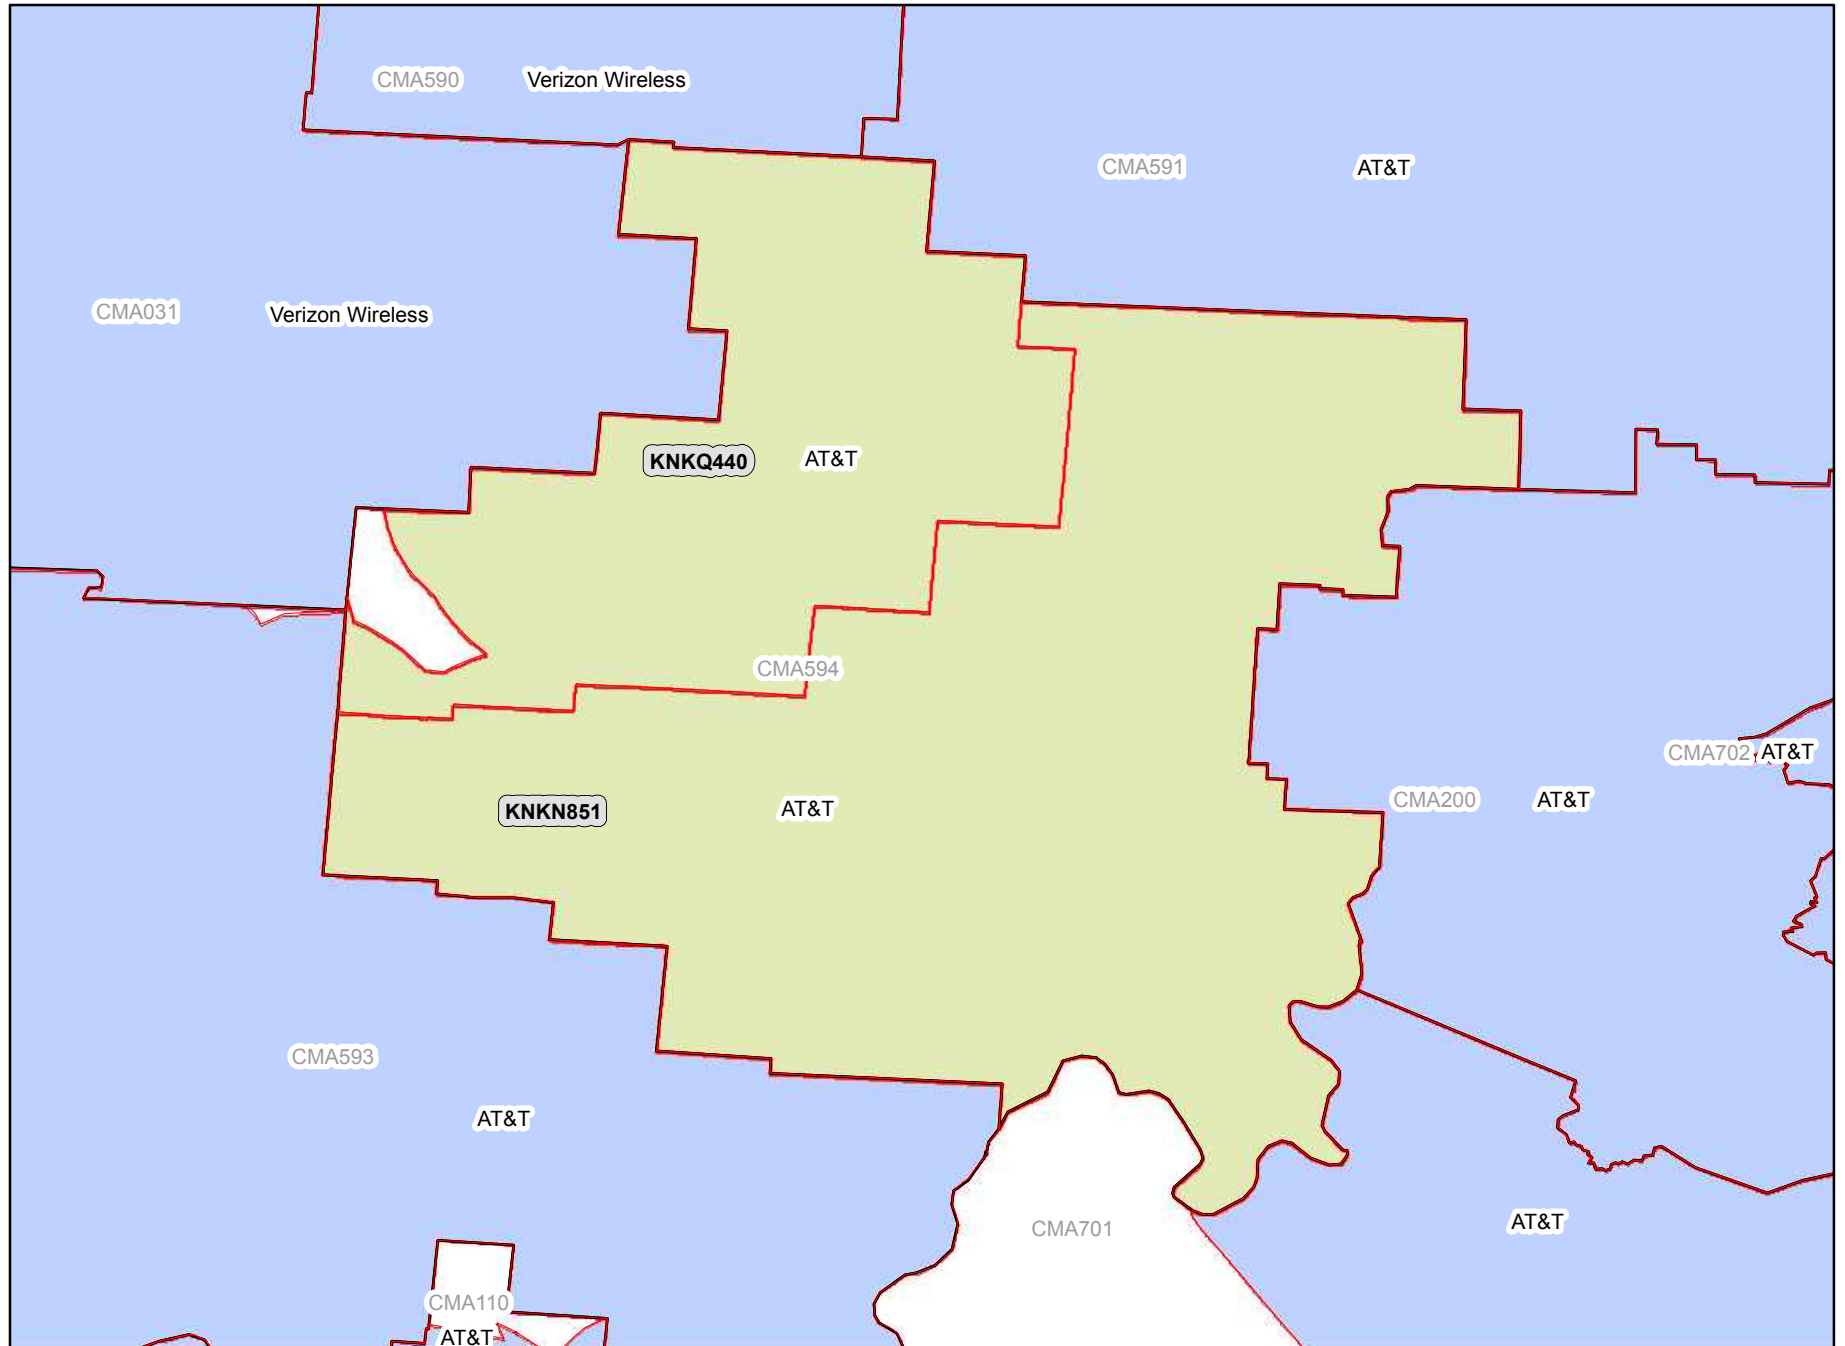 CMA590 Verizon Wireless
CMA591 AT&T
CMA031 Verizon Wireless
KNKQ440 AT&T
CMA594
CMA702 AT&T
KNKN851 AT&T
CMA200 AT&T
CMA593
AT&T
AT&T
CMA701
CMA110
AT&T